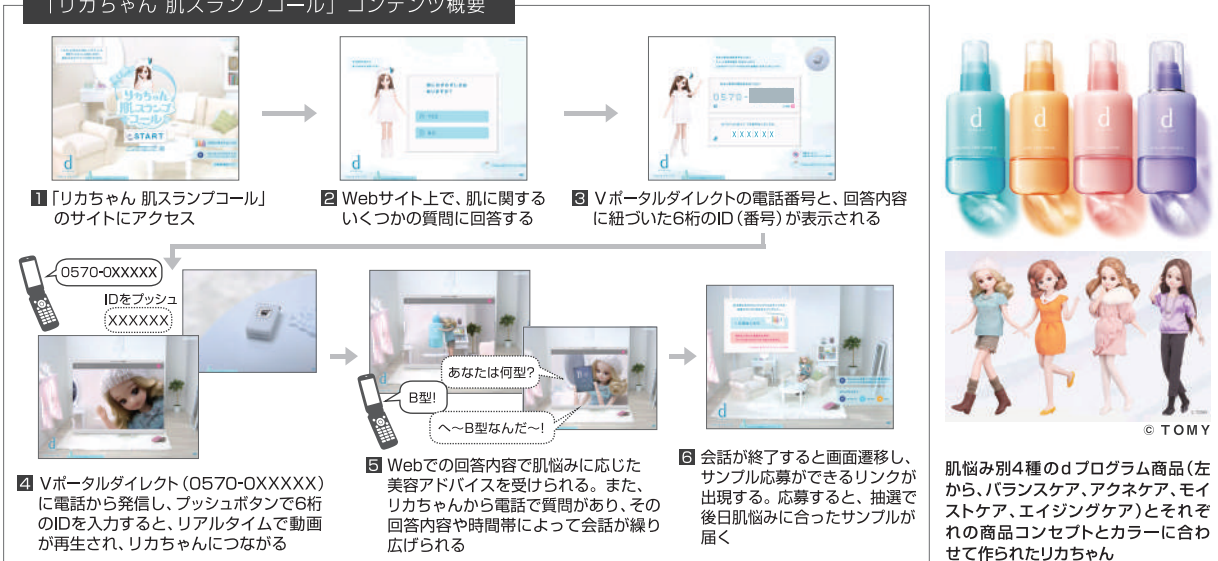 「リカちゃん 肌スランプコール」 コンテンツ概要
リカちゃん
肌スランプ
コール
START
d
1 「リカちゃん 肌スランプコール」
のサイトにアクセス
YES
NO
d
2 Webサイト上で、肌に関する
いくつかの質問に回答する
0570-
XXXXXX
d
3 Vポータルダイレクトの電話番号と、回答内容
に紐づいた6桁のID(番号)が表示される
0570-0XXXXX
IDをプッシュ
XXXXXX
d
4 Vポータルダイレクト(0570-0XXXXX)
に電話から発信し、プッシュボタンで6桁
のIDを入力すると、リアルタイムで動画
が再生され、リカちゃんにつながる
あなたは何型?
B型!
へ〜B型なんだ〜!
d
5 Webでの回答内容で肌悩みに応じた
美容アドバイスを受けられる。また、
リカちゃんから電話で質問があり、その
回答内容や時間帯によって会話が繰り
広げられる
d
6 会話が終了すると画面遷移し、
サンプル応募ができるリンクが
出現する。応募すると、抽選で
後日肌悩みに合ったサンプルが
届く
d d d d
© TOMY
© TOMY
肌悩み別4種のdプログラム商品(左
から、バランスケア、アクネケア、モイ
ストケア、エイジングケア)とそれぞ
れの商品コンセプトとカラーに合わ
せて作られたリカちゃん